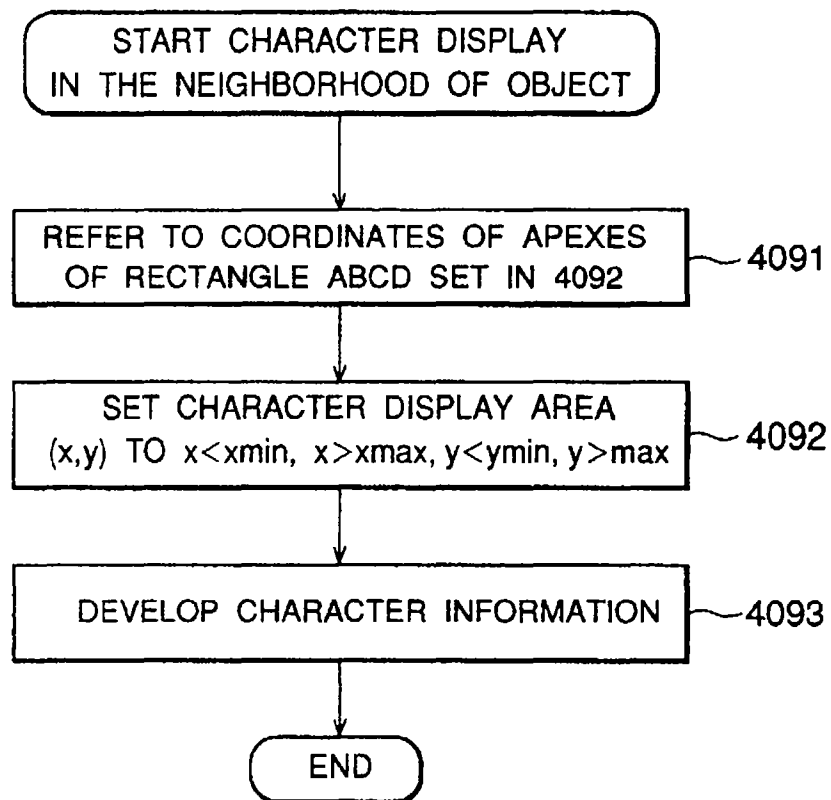 START CHARACTER DISPLAY
IN THE NEIGHBORHOOD OF OBJECT
REFER TO COORDINATES OF APEXES
OF RECTANGLE ABCD SET IN 4092
4091
SET CHARACTER DISPLAY AREA
(x,y) TO x<xmin, x>xmax, y<ymin, y>max
4092
DEVELOP CHARACTER INFORMATION
4093
END